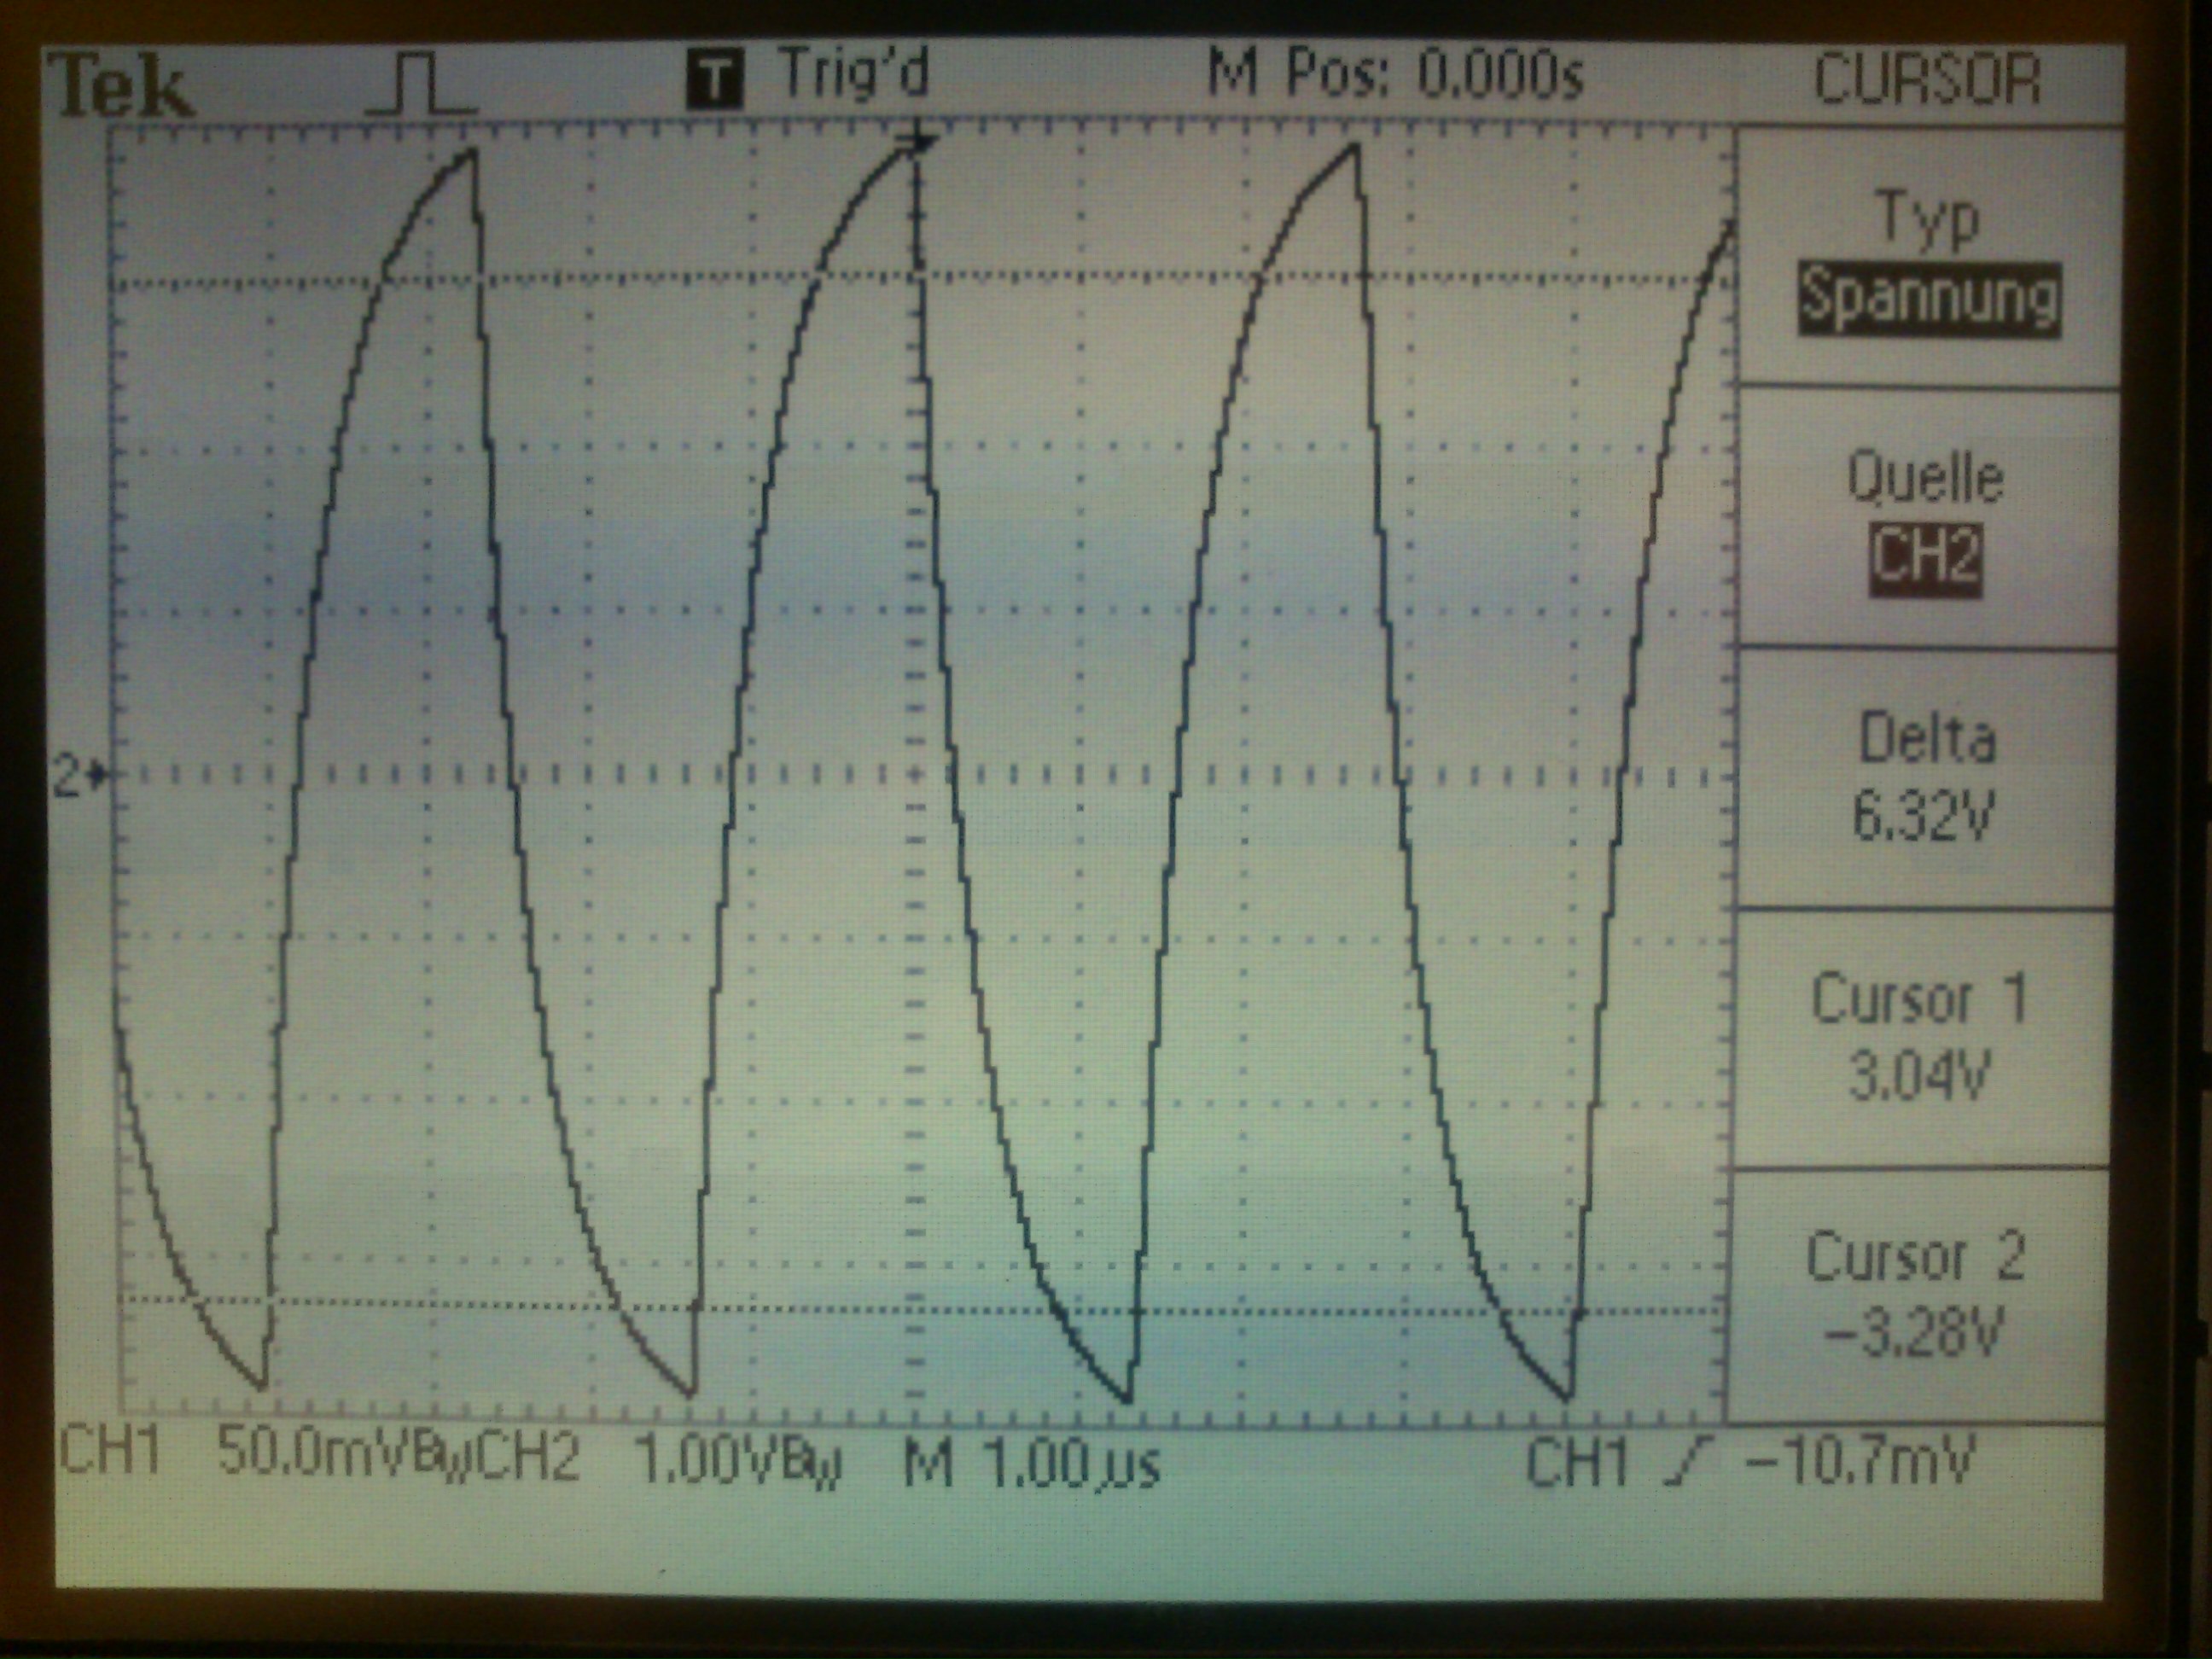 Tek T Trig'd M Pos: 0.000s CURSOR
Typ
Spannung
Quelle
CH2
Delta
6.32V
Cursor 1
3.04V
Cursor 2
-3.28V
2
CH1 50.0mVBW CH2 1.00VBW M 1.00µs CH1 -10.7mV